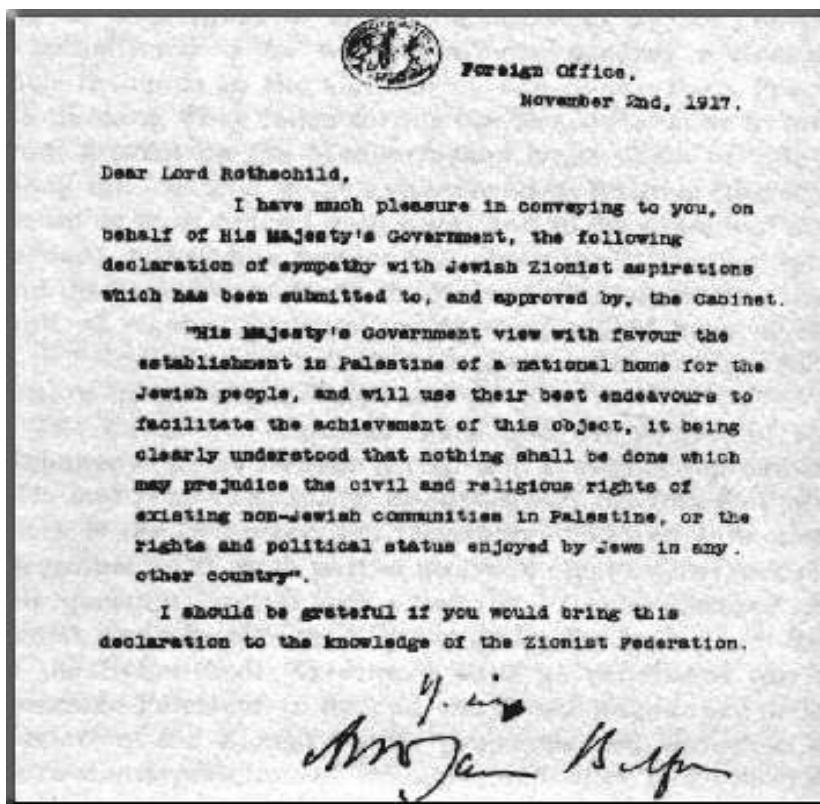 Foreign Office,
November 2nd, 1917.
Dear Lord Rothschild,
I have much pleasure in conveying to you, on
behalf of His Majesty's Government, the following
declaration of sympathy with Jewish Zionist aspirations
which has been submitted to, and approved by, the Cabinet.
"His Majesty's Government view with favour the
establishment in Palestine of a national home for the
Jewish people, and will use their best endeavours to
facilitate the achievement of this object, it being
clearly understood that nothing shall be done which
may prejudice the civil and religious rights of
existing non-Jewish communities in Palestine, or the
rights and political status enjoyed by Jews in any.
other country".
I should be grateful if you would bring this
declaration to the knowledge of the Zionist Federation.